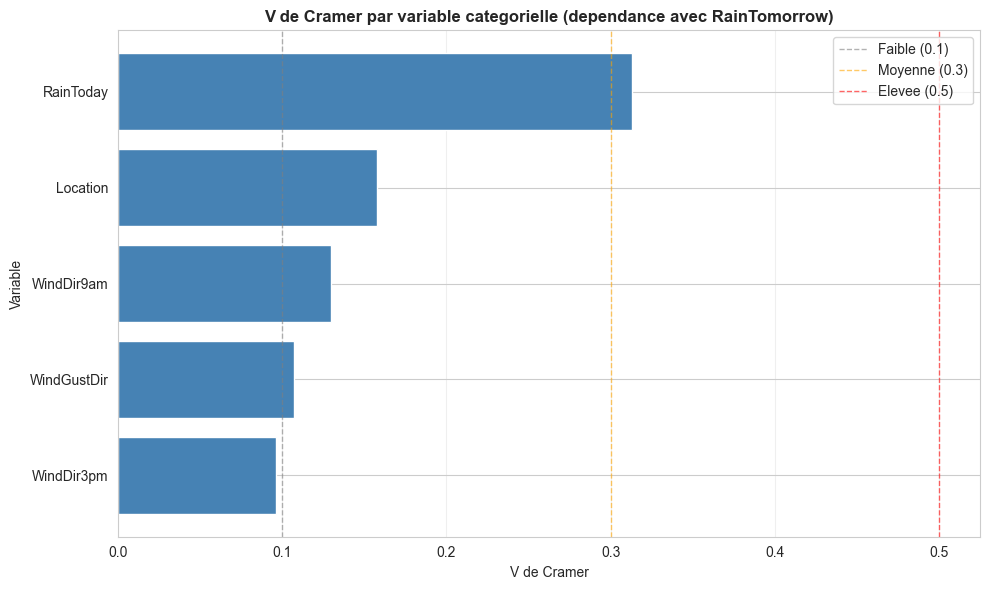 V de Cramer par variable categorielle (dependance avec RainTomorrow)
Faible (0.1)
Moyenne (0.3)
Elevee (0.5)
Variable
RainToday
Location
WindDir9am
WindGustDir
WindDir3pm
0.0 0.1 0.2 0.3 0.4 0.5
V de Cramer